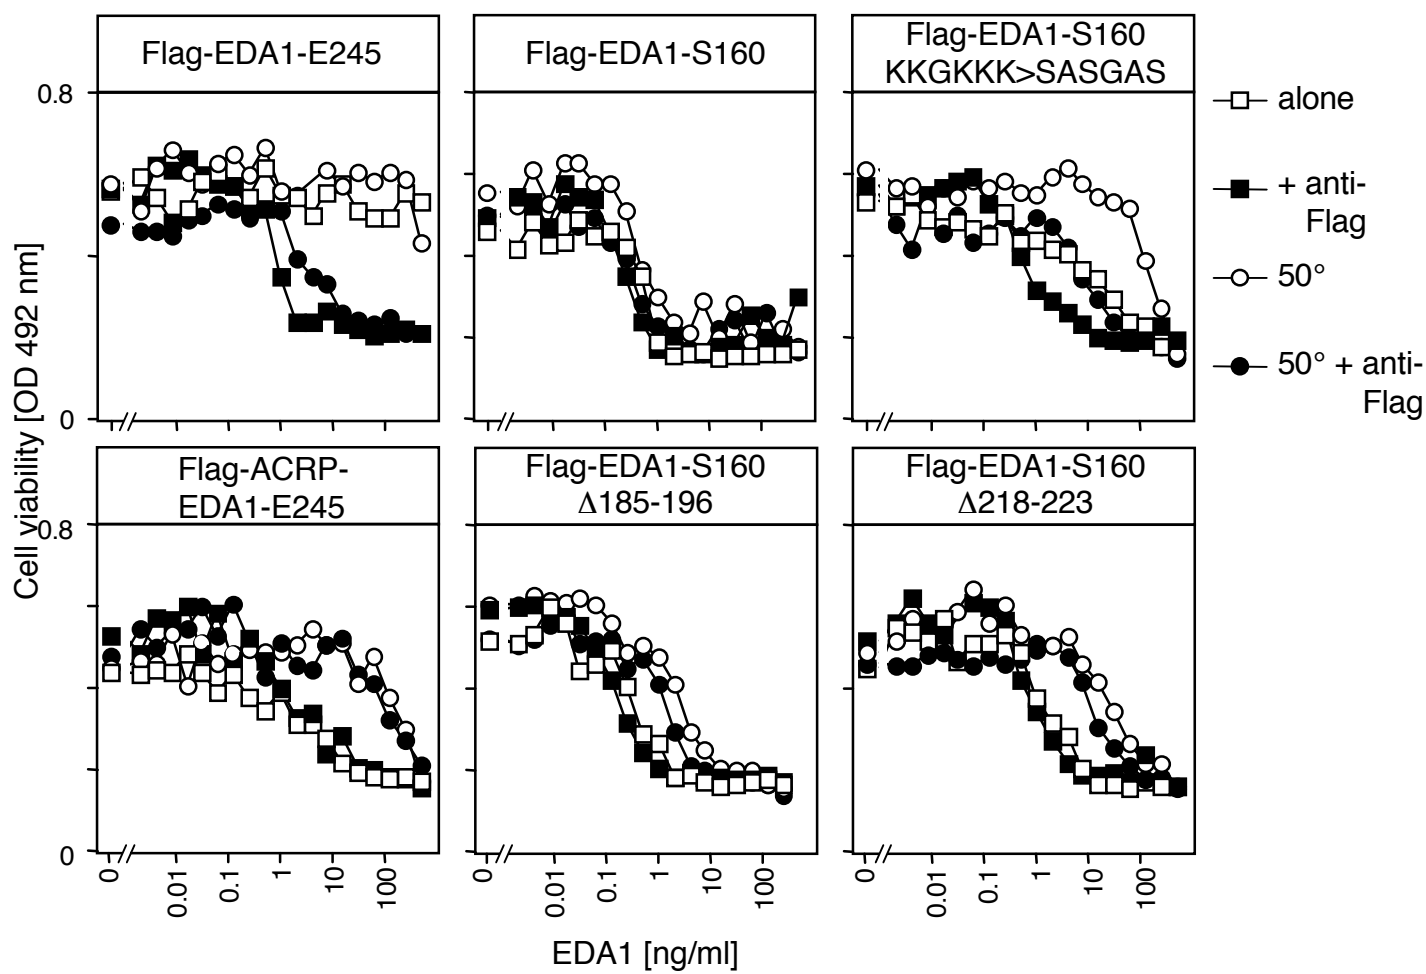 Flag-EDA1-E245
Flag-EDA1-S160
Flag-EDA1-S160
KKGKKK>SASGAS
alone
+ anti-
Flag
50°
50° + anti-
Flag
Cell viability [OD 492 nm]
0.8
0
Flag-ACRP-
EDA1-E245
Flag-EDA1-S160
Δ185-196
Flag-EDA1-S160
Δ218-223
0.8
0
0 0.01 0.1 1 10 100
0 0.01 0.1 1 10 100
0 0.01 0.1 1 10 100
EDA1 [ng/ml]